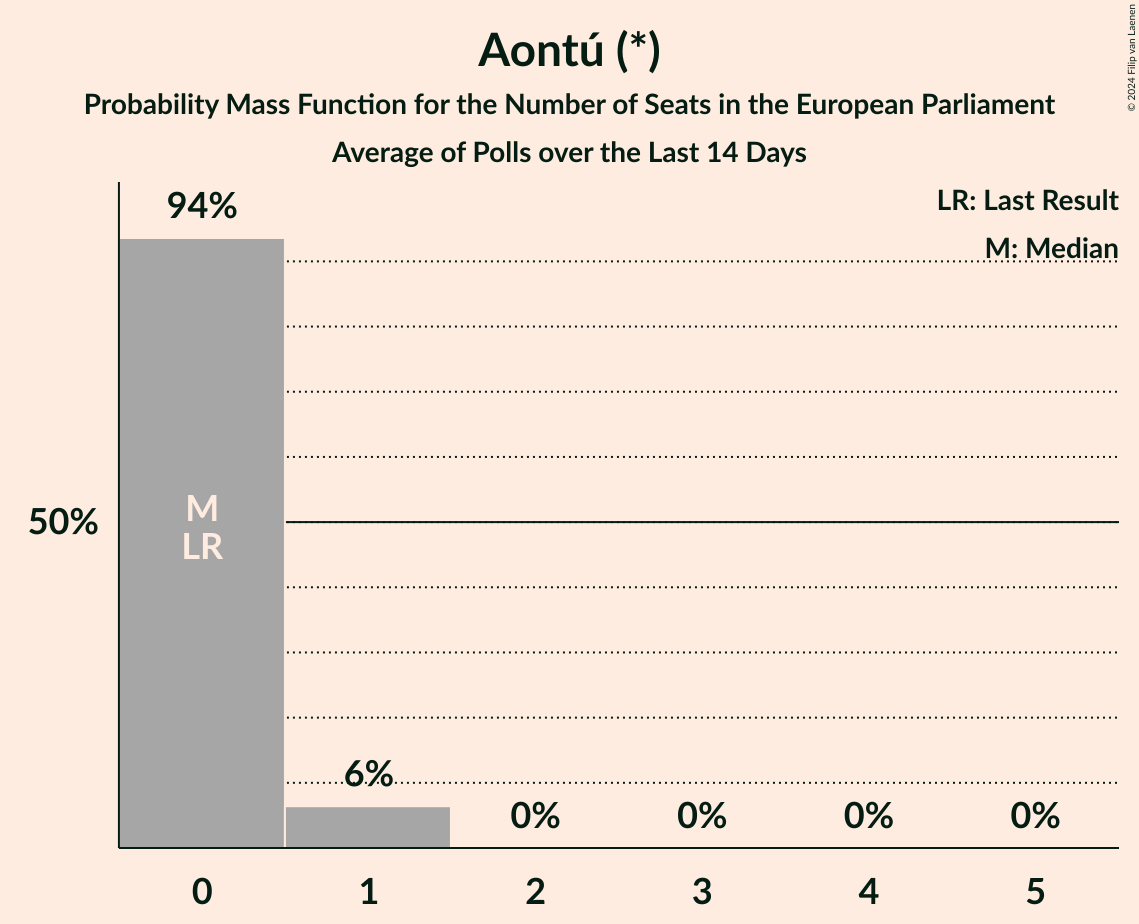 Aontú (*)
Probability Mass Function for the Number of Seats in the European Parliament
Average of Polls over the Last 14 Days
© 2024 Filip van Laenen
LR: Last Result
M: Median
94%
50%
M
LR
6%
0%
0%
0%
0%
0
1
2
3
4
5